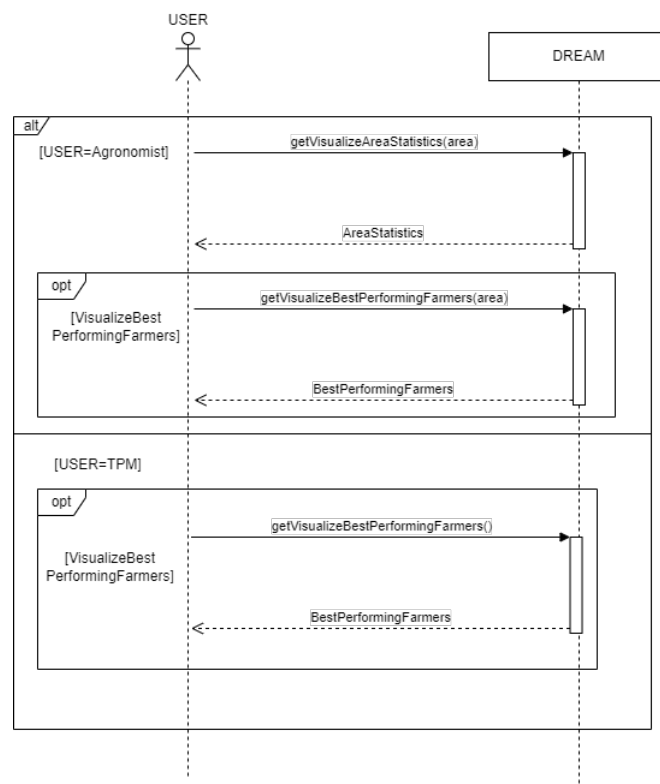 USER
DREAM
alt
[USER=Agronomist]
getVisualizeAreaStatistics(area)
AreaStatistics
opt
[VisualizeBest
PerformingFarmers]
getVisualizeBestPerformingFarmers(area)
BestPerformingFarmers
[USER=TPM]
opt
[VisualizeBest
PerformingFarmers]
getVisualizeBestPerformingFarmers()
BestPerformingFarmers